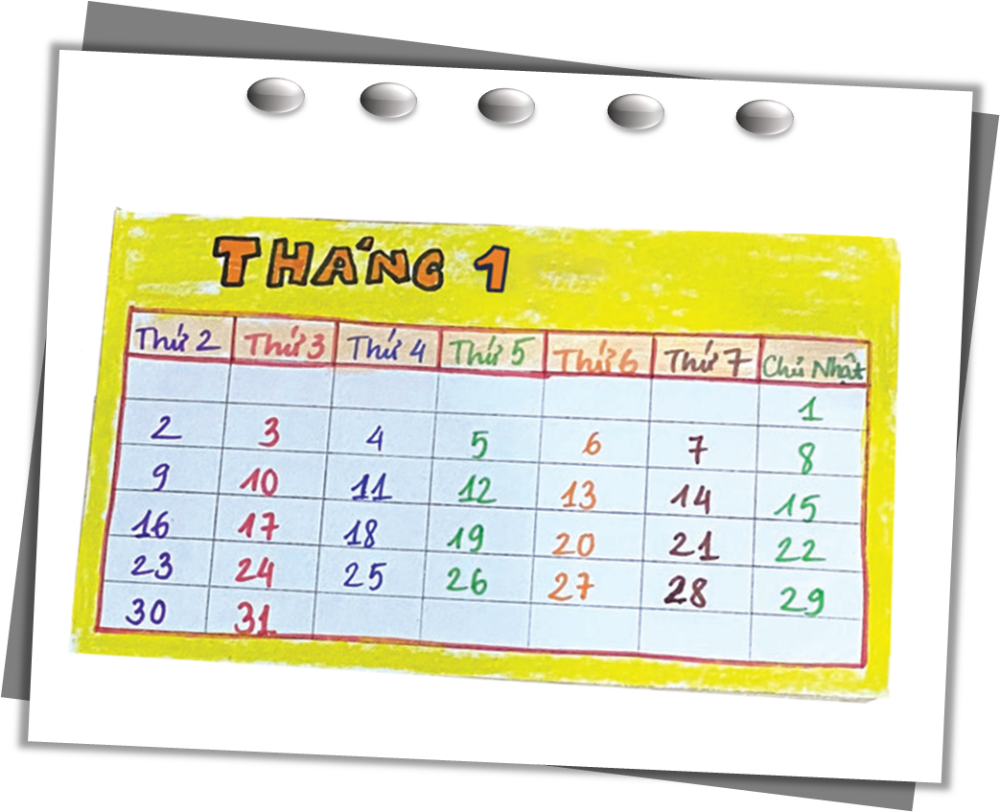 THÁNG 1
Thứ 2 Thứ 3 Thứ 4 Thứ 5 Thứ 6 Thứ 7 Chủ Nhật
1
2 3 4 5 6 7 8
9 10 11 12 13 14 15
16 17 18 19 20 21 22
23 24 25 26 27 28 29
30 31